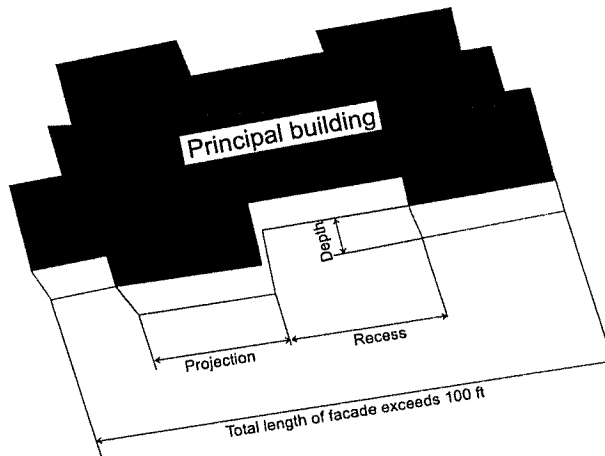 Principal building
Depth
Projection
Recess
Total length of facade exceeds 100 ft